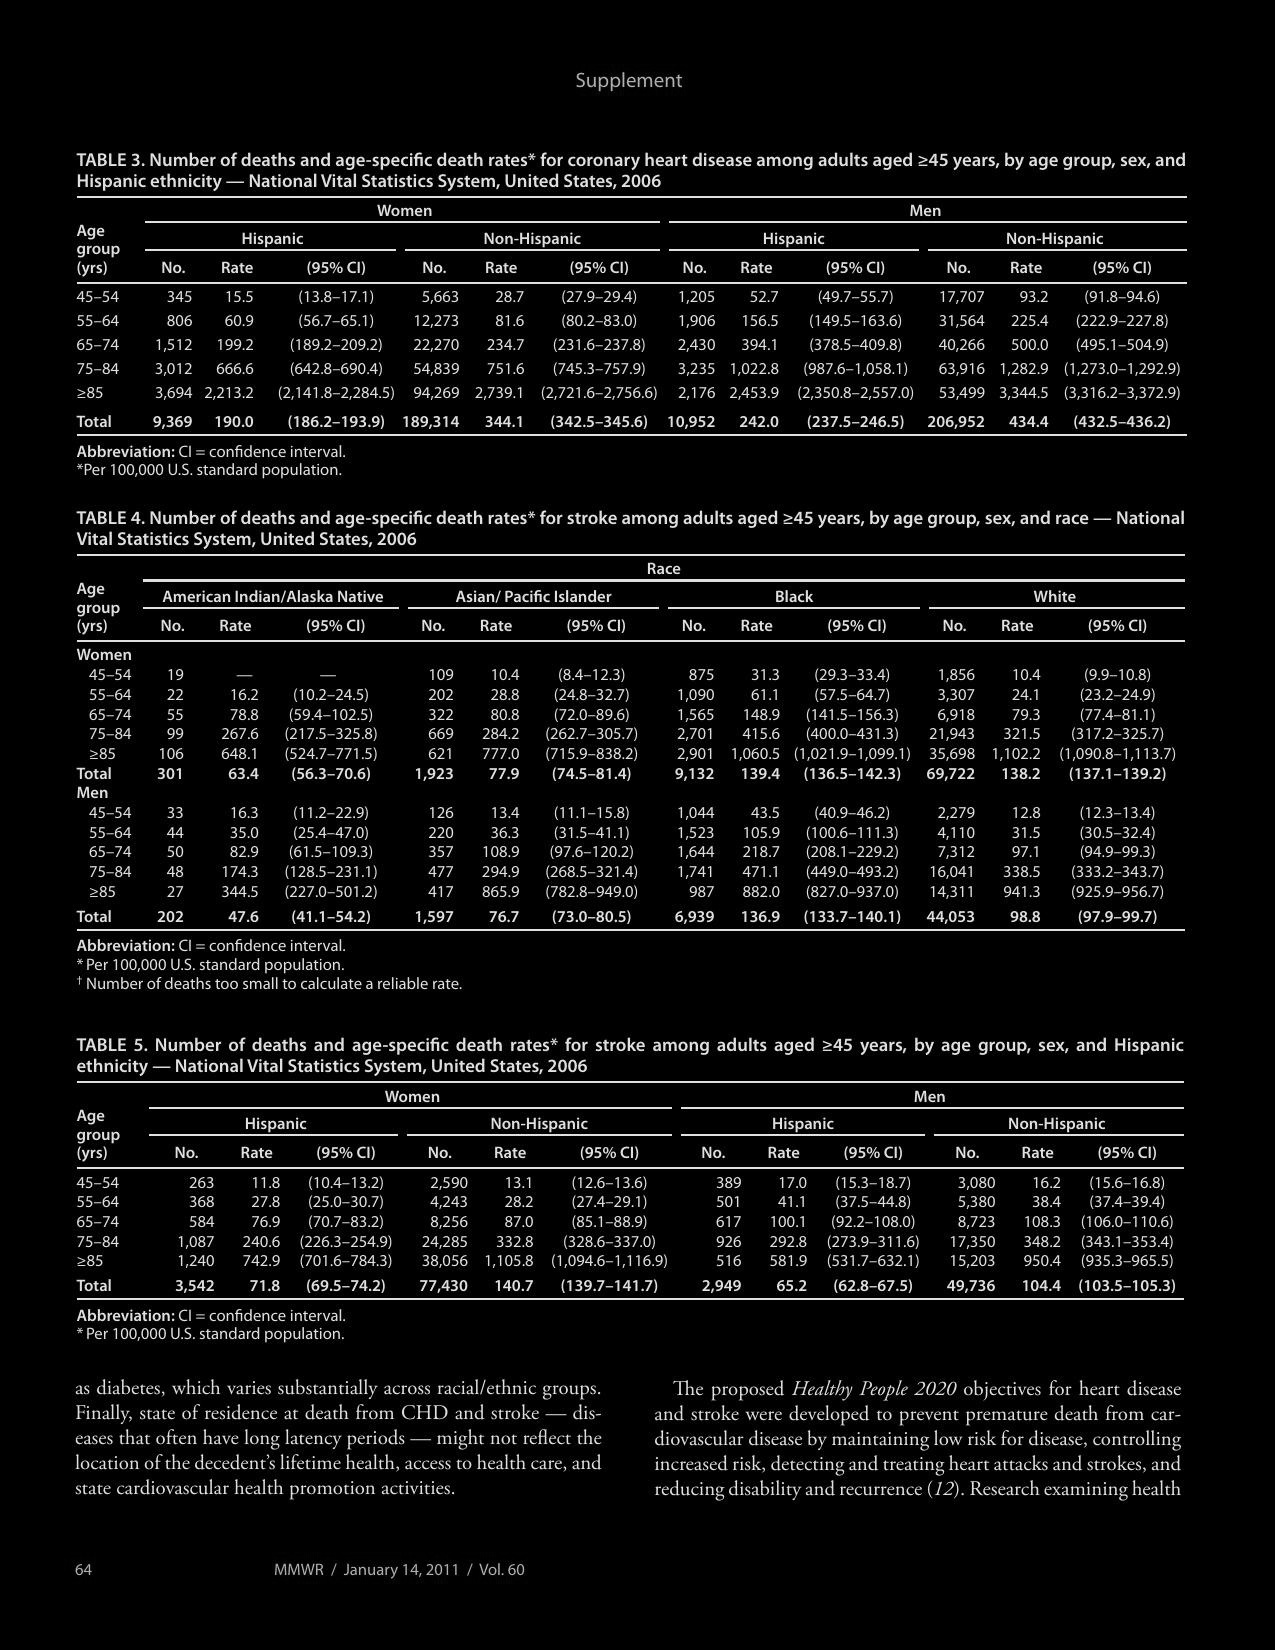 Supplement
TABLE 3. Number of deaths and age-specific death rates* for coronary heart disease among adults aged ≥45 years, by age group, sex, and
Hispanic ethnicity — National Vital Statistics System, United States, 2006
Women Men
Age
group
(yrs)
Hispanic Non-Hispanic Hispanic Non-Hispanic
No. Rate (95% CI) No. Rate (95% CI) No. Rate (95% CI) No. Rate (95% CI)
45–54 345 15.5 (13.8–17.1) 5,663 28.7 (27.9–29.4) 1,205 52.7 (49.7–55.7) 17,707 93.2 (91.8–94.6)
55–64 806 60.9 (56.7–65.1) 12,273 81.6 (80.2–83.0) 1,906 156.5 (149.5–163.6) 31,564 225.4 (222.9–227.8)
65–74 1,512 199.2 (189.2–209.2) 22,270 234.7 (231.6–237.8) 2,430 394.1 (378.5–409.8) 40,266 500.0 (495.1–504.9)
75–84 3,012 666.6 (642.8–690.4) 54,839 751.6 (745.3–757.9) 3,235 1,022.8 (987.6–1,058.1) 63,916 1,282.9 (1,273.0–1,292.9)
≥85 3,694 2,213.2 (2,141.8–2,284.5) 94,269 2,739.1 (2,721.6–2,756.6) 2,176 2,453.9 (2,350.8–2,557.0) 53,499 3,344.5 (3,316.2–3,372.9)
Total 9,369 190.0 (186.2–193.9) 189,314 344.1 (342.5–345.6) 10,952 242.0 (237.5–246.5) 206,952 434.4 (432.5–436.2)
Abbreviation: CI = confidence interval.
*Per 100,000 U.S. standard population.
TABLE 4. Number of deaths and age-specific death rates* for stroke among adults aged ≥45 years, by age group, sex, and race — National
Vital Statistics System, United States, 2006
Race
Age
group
(yrs)
American Indian/Alaska Native Asian/ Pacific Islander Black White
No. Rate (95% CI) No. Rate (95% CI) No. Rate (95% CI) No. Rate (95% CI)
Women
45–54 19 — — 109 10.4 (8.4–12.3) 875 31.3 (29.3–33.4) 1,856 10.4 (9.9–10.8)
55–64 22 16.2 (10.2–24.5) 202 28.8 (24.8–32.7) 1,090 61.1 (57.5–64.7) 3,307 24.1 (23.2–24.9)
65–74 55 78.8 (59.4–102.5) 322 80.8 (72.0–89.6) 1,565 148.9 (141.5–156.3) 6,918 79.3 (77.4–81.1)
75–84 99 267.6 (217.5–325.8) 669 284.2 (262.7–305.7) 2,701 415.6 (400.0–431.3) 21,943 321.5 (317.2–325.7)
≥85 106 648.1 (524.7–771.5) 621 777.0 (715.9–838.2) 2,901 1,060.5 (1,021.9–1,099.1) 35,698 1,102.2 (1,090.8–1,113.7)
Total 301 63.4 (56.3–70.6) 1,923 77.9 (74.5–81.4) 9,132 139.4 (136.5–142.3) 69,722 138.2 (137.1–139.2)
Men
45–54 33 16.3 (11.2–22.9) 126 13.4 (11.1–15.8) 1,044 43.5 (40.9–46.2) 2,279 12.8 (12.3–13.4)
55–64 44 35.0 (25.4–47.0) 220 36.3 (31.5–41.1) 1,523 105.9 (100.6–111.3) 4,110 31.5 (30.5–32.4)
65–74 50 82.9 (61.5–109.3) 357 108.9 (97.6–120.2) 1,644 218.7 (208.1–229.2) 7,312 97.1 (94.9–99.3)
75–84 48 174.3 (128.5–231.1) 477 294.9 (268.5–321.4) 1,741 471.1 (449.0–493.2) 16,041 338.5 (333.2–343.7)
≥85 27 344.5 (227.0–501.2) 417 865.9 (782.8–949.0) 987 882.0 (827.0–937.0) 14,311 941.3 (925.9–956.7)
Total 202 47.6 (41.1–54.2) 1,597 76.7 (73.0–80.5) 6,939 136.9 (133.7–140.1) 44,053 98.8 (97.9–99.7)
Abbreviation: CI = confidence interval.
* Per 100,000 U.S. standard population.
† Number of deaths too small to calculate a reliable rate.
TABLE 5. Number of deaths and age-specific death rates* for stroke among adults aged ≥45 years, by age group, sex, and Hispanic
ethnicity — National Vital Statistics System, United States, 2006
Women Men
Age
group
(yrs)
Hispanic Non-Hispanic Hispanic Non-Hispanic
No. Rate (95% CI) No. Rate (95% CI) No. Rate (95% CI) No. Rate (95% CI)
45–54 263 11.8 (10.4–13.2) 2,590 13.1 (12.6–13.6) 389 17.0 (15.3–18.7) 3,080 16.2 (15.6–16.8)
55–64 368 27.8 (25.0–30.7) 4,243 28.2 (27.4–29.1) 501 41.1 (37.5–44.8) 5,380 38.4 (37.4–39.4)
65–74 584 76.9 (70.7–83.2) 8,256 87.0 (85.1–88.9) 617 100.1 (92.2–108.0) 8,723 108.3 (106.0–110.6)
75–84 1,087 240.6 (226.3–254.9) 24,285 332.8 (328.6–337.0) 926 292.8 (273.9–311.6) 17,350 348.2 (343.1–353.4)
≥85 1,240 742.9 (701.6–784.3) 38,056 1,105.8 (1,094.6–1,116.9) 516 581.9 (531.7–632.1) 15,203 950.4 (935.3–965.5)
Total 3,542 71.8 (69.5–74.2) 77,430 140.7 (139.7–141.7) 2,949 65.2 (62.8–67.5) 49,736 104.4 (103.5–105.3)
Abbreviation: CI = confidence interval.
* Per 100,000 U.S. standard population.
as diabetes, which varies substantially across racial/ethnic groups.
Finally, state of residence at death from CHD and stroke — dis-
eases that often have long latency periods — might not reflect the
location of the decedent’s lifetime health, access to health care, and
state cardiovascular health promotion activities.
The proposed Healthy People 2020 objectives for heart disease
and stroke were developed to prevent premature death from car-
diovascular disease by maintaining low risk for disease, controlling
increased risk, detecting and treating heart attacks and strokes, and
reducing disability and recurrence (12). Research examining health
64 MMWR / January 14, 2011 / Vol. 60